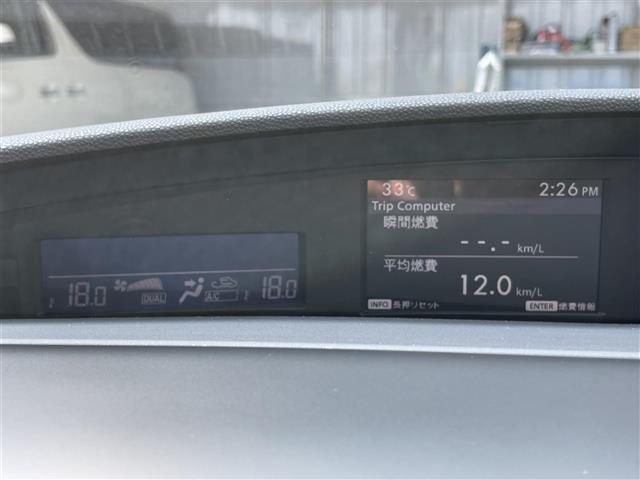 33℃ 2:26 PM
Trip Computer
瞬間燃費
--.- km/L
平均燃費
12.0 km/L
INFO 長押リセット ENTER 燃費情報
18.0 DUAL A/C 18.0